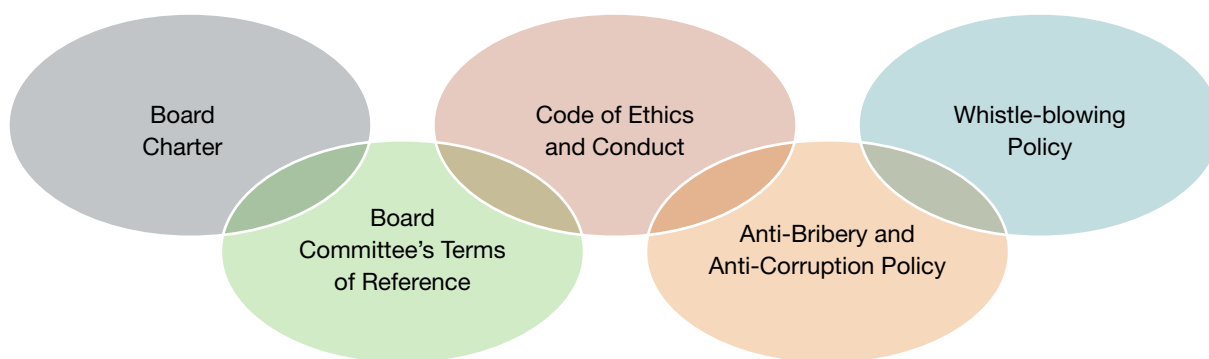 Board
Charter
Board
Committee’s Terms
of Reference
Code of Ethics
and Conduct
Anti-Bribery and
Anti-Corruption Policy
Whistle-blowing
Policy